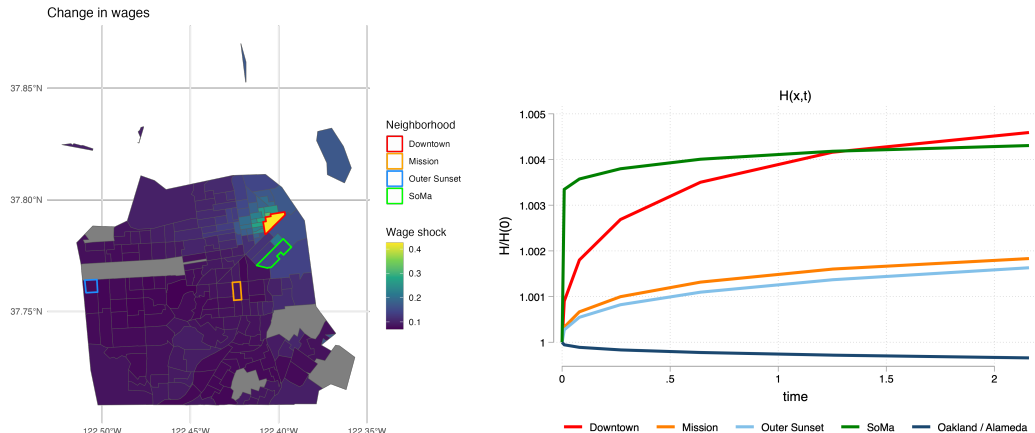 Change in wages
37.85°N
37.80°N
37.75°N
122.50°W 122.45°W 122.40°W 122.35°W
Neighborhood
Downtown
Mission
Outer Sunset
SoMa
Wage shock
0.4
0.3
0.2
0.1
H(x,t)
H/H(0)
1.005
1.004
1.003
1.002
1.001
1
0 .5 1 1.5 2
time
Downtown Mission Outer Sunset SoMa Oakland / Alameda